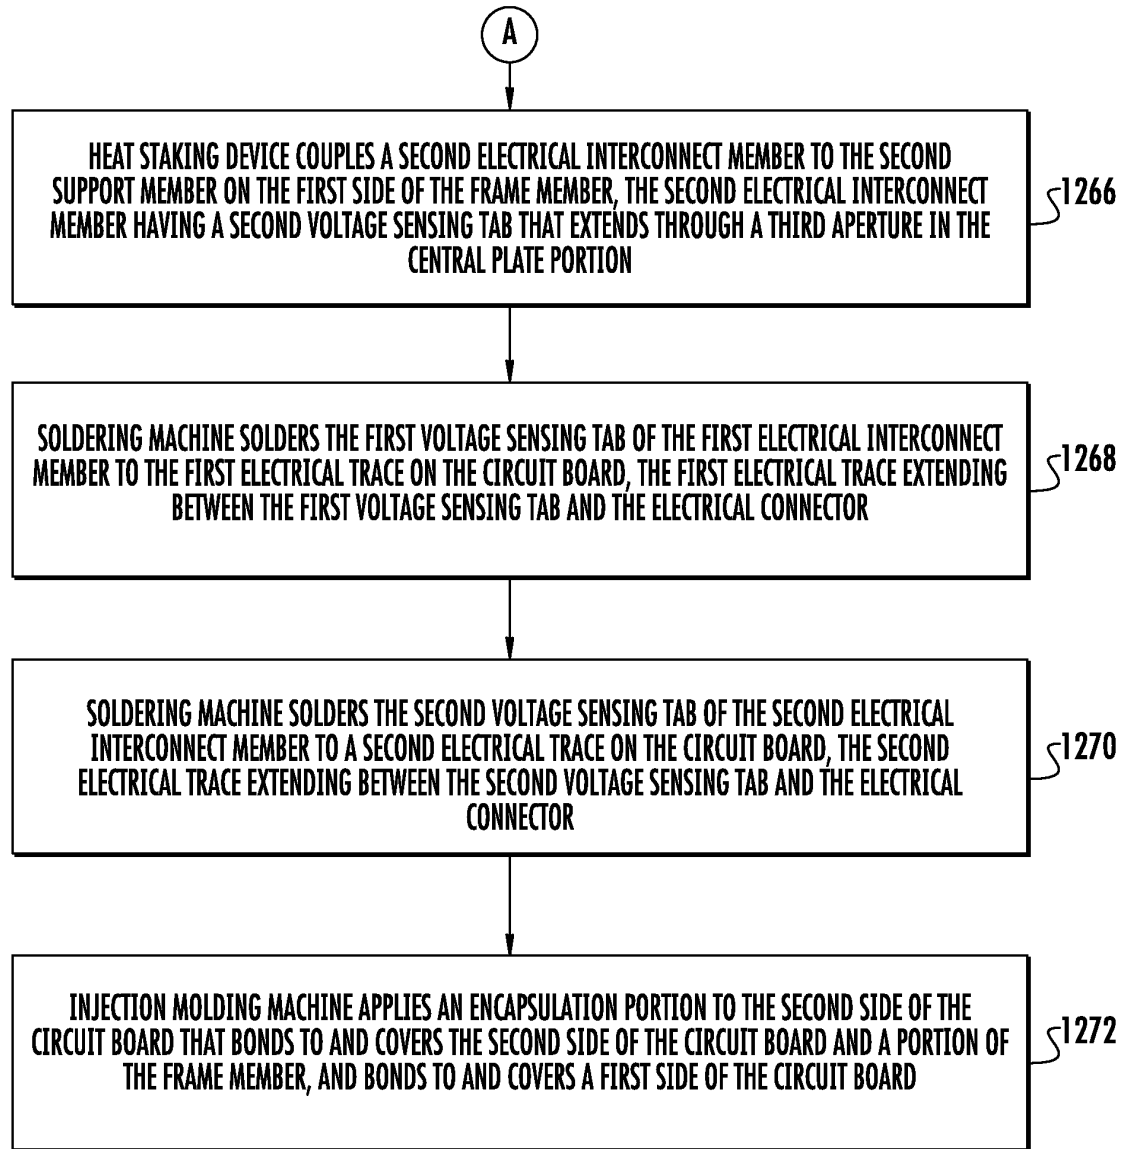 A
HEAT STAKING DEVICE COUPLES A SECOND ELECTRICAL INTERCONNECT MEMBER TO THE SECOND
SUPPORT MEMBER ON THE FIRST SIDE OF THE FRAME MEMBER, THE SECOND ELECTRICAL INTERCONNECT
MEMBER HAVING A SECOND VOLTAGE SENSING TAB THAT EXTENDS THROUGH A THIRD APERTURE IN THE
CENTRAL PLATE PORTION
1266
SOLDERING MACHINE SOLDERS THE FIRST VOLTAGE SENSING TAB OF THE FIRST ELECTRICAL INTERCONNECT
MEMBER TO THE FIRST ELECTRICAL TRACE ON THE CIRCUIT BOARD, THE FIRST ELECTRICAL TRACE EXTENDING
BETWEEN THE FIRST VOLTAGE SENSING TAB AND THE ELECTRICAL CONNECTOR
1268
SOLDERING MACHINE SOLDERS THE SECOND VOLTAGE SENSING TAB OF THE SECOND ELECTRICAL
INTERCONNECT MEMBER TO A SECOND ELECTRICAL TRACE ON THE CIRCUIT BOARD, THE SECOND
ELECTRICAL TRACE EXTENDING BETWEEN THE SECOND VOLTAGE SENSING TAB AND THE ELECTRICAL
CONNECTOR
1270
INJECTION MOLDING MACHINE APPLIES AN ENCAPSULATION PORTION TO THE SECOND SIDE OF THE
CIRCUIT BOARD THAT BONDS TO AND COVERS THE SECOND SIDE OF THE CIRCUIT BOARD AND A PORTION OF
THE FRAME MEMBER, AND BONDS TO AND COVERS A FIRST SIDE OF THE CIRCUIT BOARD
1272